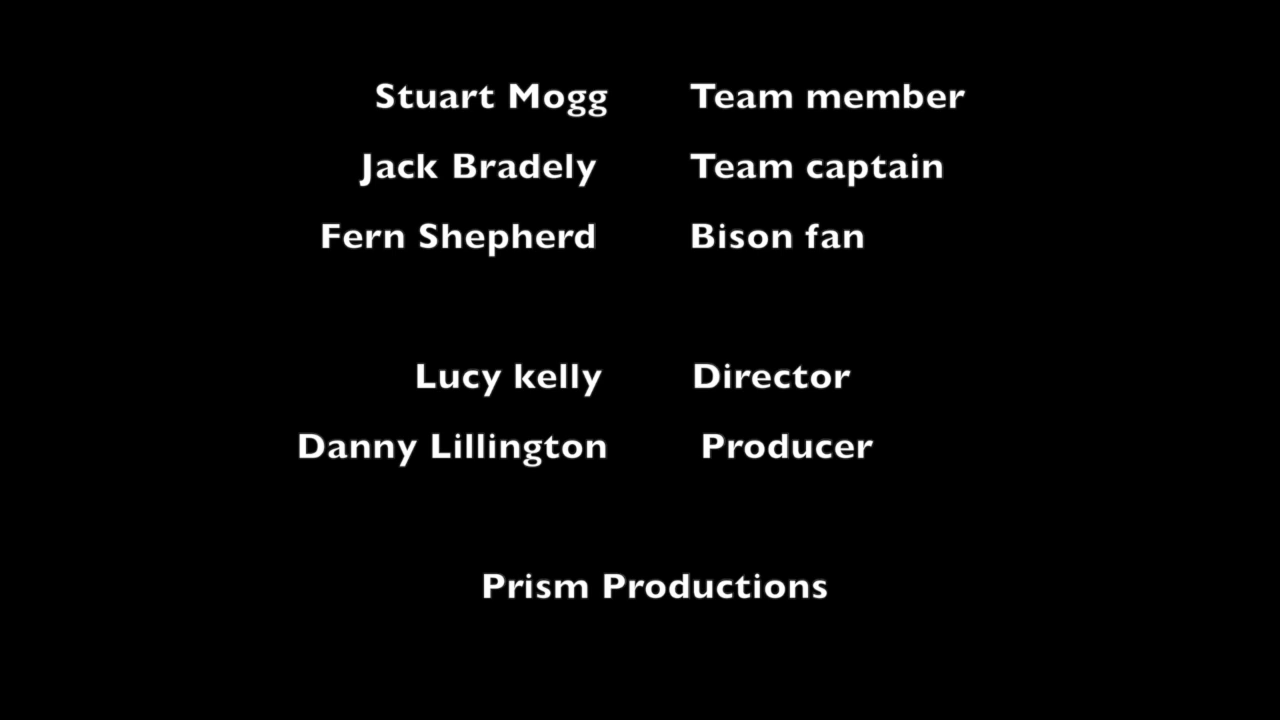 Stuart Mogg Team member
Jack Bradely Team captain
Fern Shepherd Bison fan
Lucy kelly Director
Danny Lillington Producer
Prism Productions